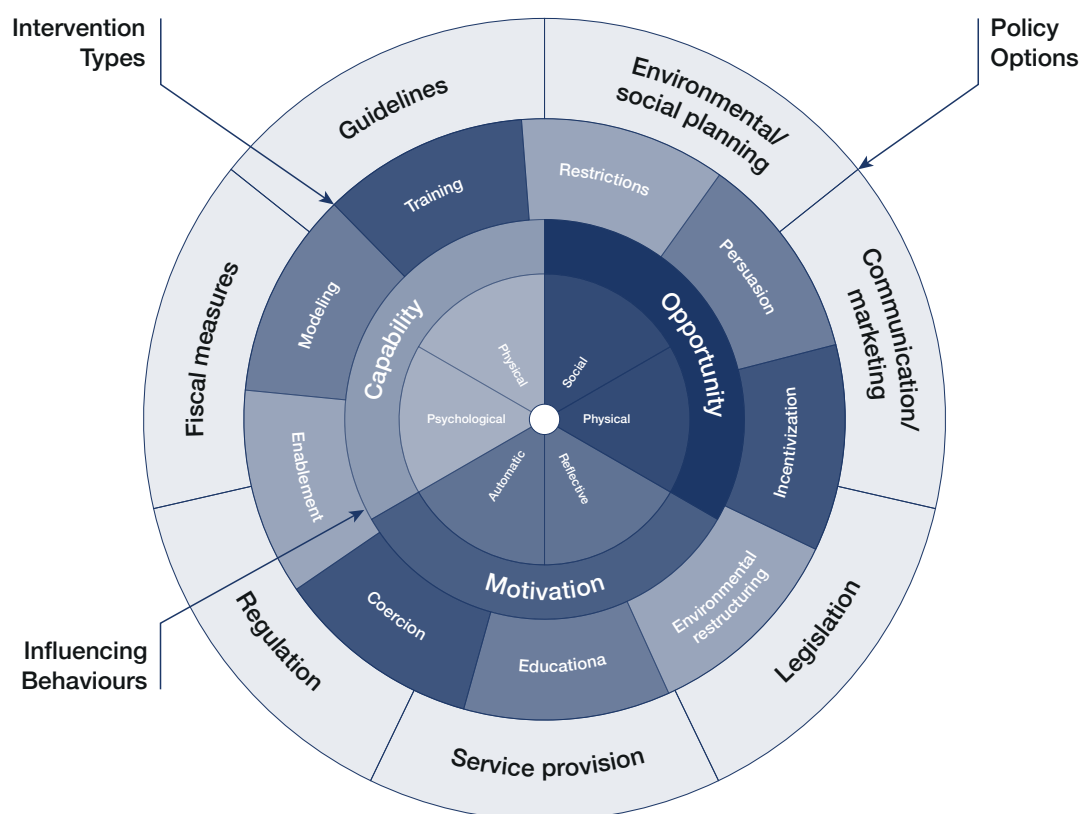 Intervention
Types
Policy
Options
Guidelines
Environmental/
social planning
Communication/
marketing
Legislation
Service provision
Regulation
Fiscal measures
Training
Restrictions
Persuasion
Incentivization
Environmental
restructuring
Educationa
Coercion
Enablement
Modeling
Capability
Opportunity
Motivation
Physical
Social
Physical
Reflective
Automatic
Psychological
Influencing
Behaviours